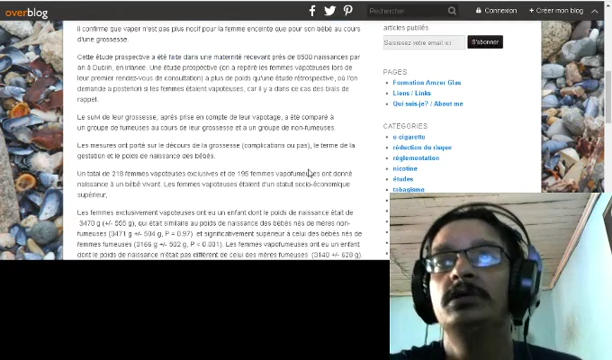 overblog
Rechercher
Connexion
+ Créer mon blog
Il confirme que vaper n'est pas plus nocif pour la femme enceinte que pour son bébé au cours
d'une grossesse.
Cette étude prospective a été faite dans une maternité recevant près de 8500 naissances par
an à Dublin, en Irlande. Une étude prospective (on a repéré les femmes vapoteuses lors de
leur premier rendez-vous de consultation) a plus de poids qu'une étude rétrospective, où l'on
demande a posteriori si les femmes étaient vapoteuses, car il y a dans ce cas des biais de
rappel.
Le suivi de leur grossesse, après prise en compte de leur vapotage, a été comparé à
un groupe de fumeuses au cours de leur grossesse et à un groupe de non-fumeuses.
Les mesures ont porté sur le décours de la grossesse (complications ou pas), le terme de la
gestation et le poids de naissance des bébés.
Un total de 218 femmes vapoteuses exclusives et de 195 femmes vapofumeuses ont donné
naissance à un bébé vivant. Les femmes vapoteuses étaient d'un statut socio-économique
supérieur,
Les femmes exclusivement vapoteuses ont eu un enfant dont le poids de naissance était de
3470 g (+/- 555 g), qui était similaire au poids de naissance des bébés nés de mères non-
fumeuses (3471 g +/- 504 g, P = 0.97) et significativement supérieur à celui des bébés nés de
femmes fumeuses (3166 g +/- 502 g, P = 0.001). Les femmes vapofumeuses ont eu un enfant
dont le poids de naissance n'était pas différent de celui des mères fumeuses (3140 +/- 628 g).
articles publiés
Saisissez votre email ici
S'abonner
PAGES
Formation Amzer Glas
Liens / Links
Qui suis-je? / About me
CATEGORIES
e cigarette
réduction du risque
réglementation
nicotine
études
tabagisme